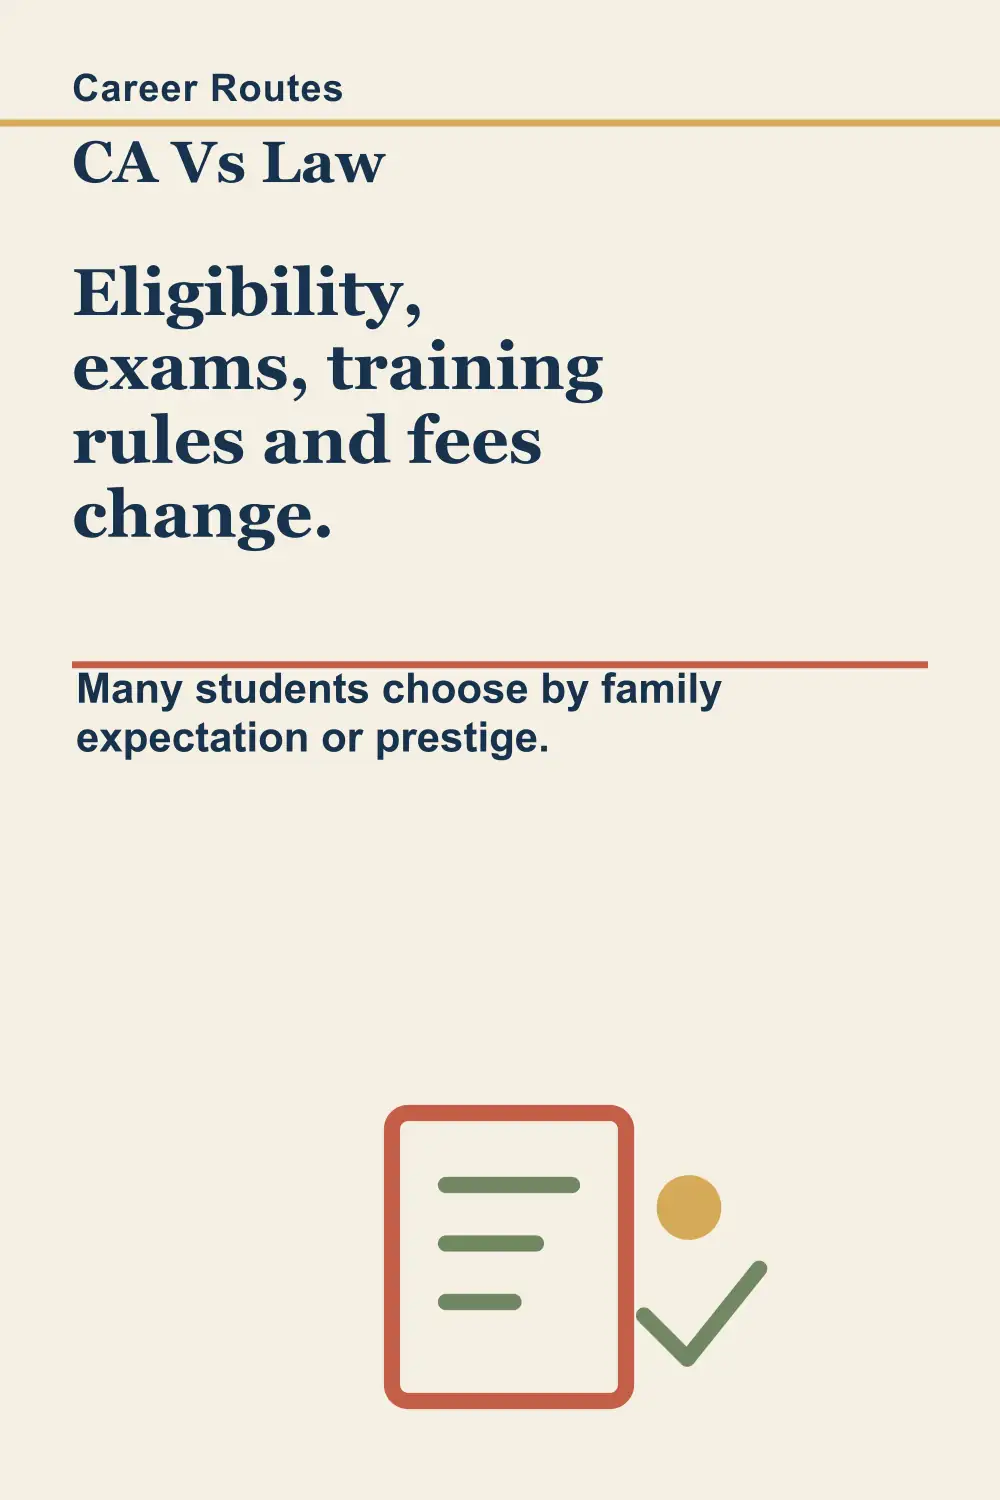 Career Routes
CA Vs Law
Eligibility,
exams, training
rules and fees
change.
Many students choose by family
expectation or prestige.